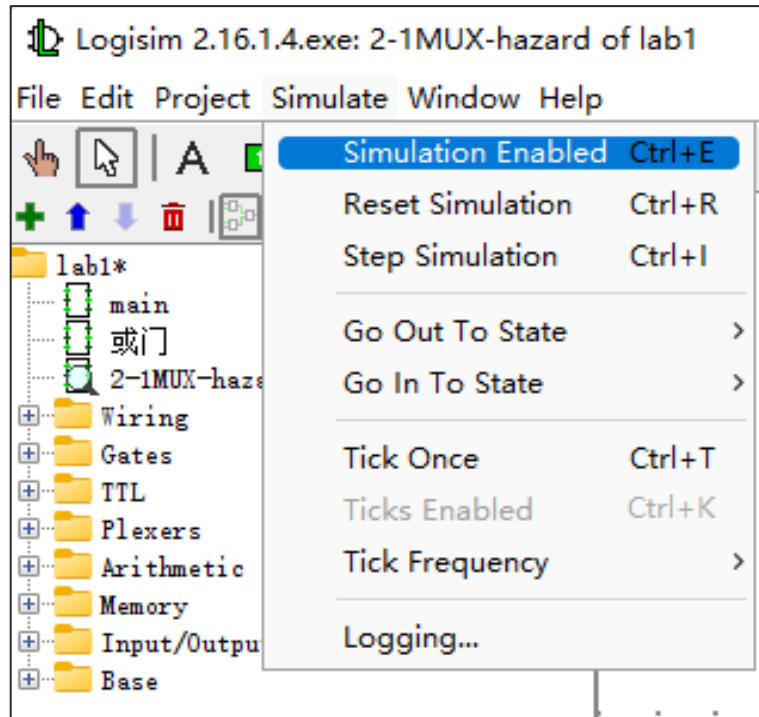 Logisim 2.16.1.4.exe: 2-1MUX-hazard of lab1
File Edit Project Simulate Window Help
A
Simulation Enabled Ctrl+E
Reset Simulation Ctrl+R
Step Simulation Ctrl+I
Go Out To State
Go In To State
Tick Once Ctrl+T
Ticks Enabled Ctrl+K
Tick Frequency
Logging...
lab1*
main
或门
2-1MUX-haz
Wiring
Gates
TTL
Plexers
Arithmetic
Memory
Input/Outpu
Base